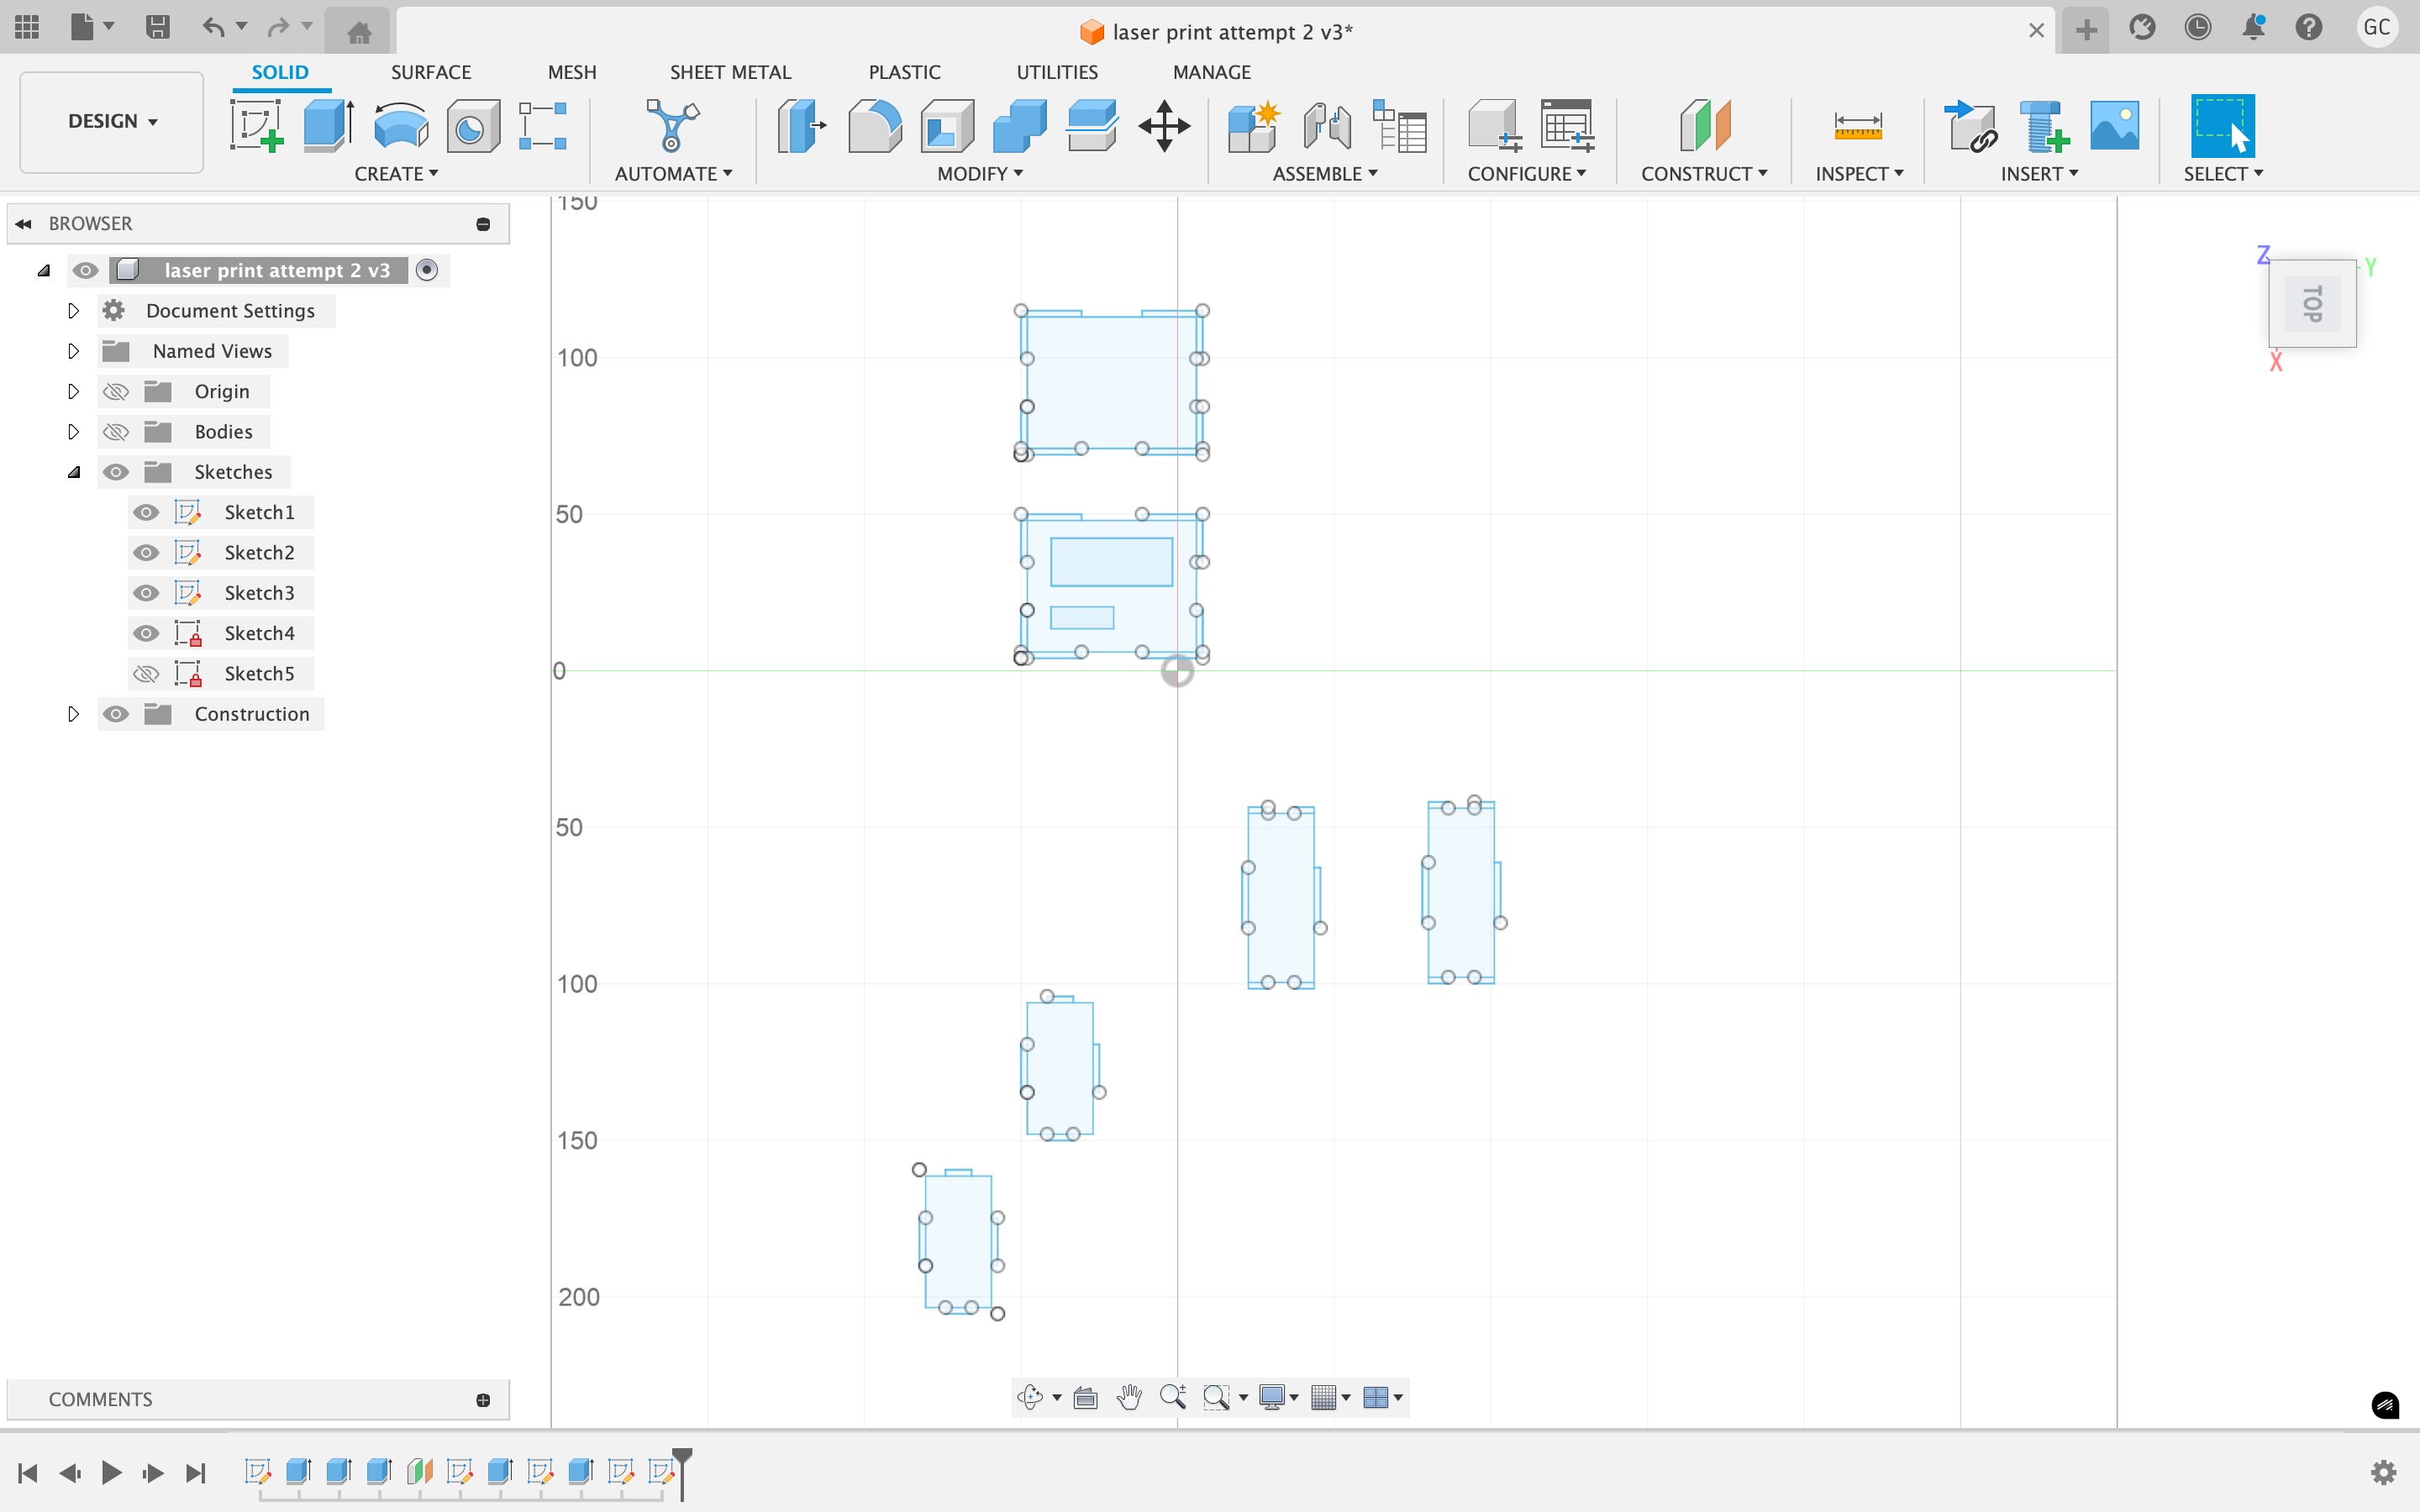 laser print attempt 2 v3*
GC
SOLID
SURFACE
MESH
SHEET METAL
PLASTIC
UTILITIES
MANAGE
DESIGN
CREATE
AUTOMATE
MODIFY
ASSEMBLE
CONFIGURE
CONSTRUCT
INSPECT
INSERT
SELECT
BROWSER
laser print attempt 2 v3
Document Settings
Named Views
Origin
Bodies
Sketches
Sketch1
Sketch2
Sketch3
Sketch4
Sketch5
Construction
150
100
50
0
50
100
150
200
Z
Y
TOP
X
COMMENTS